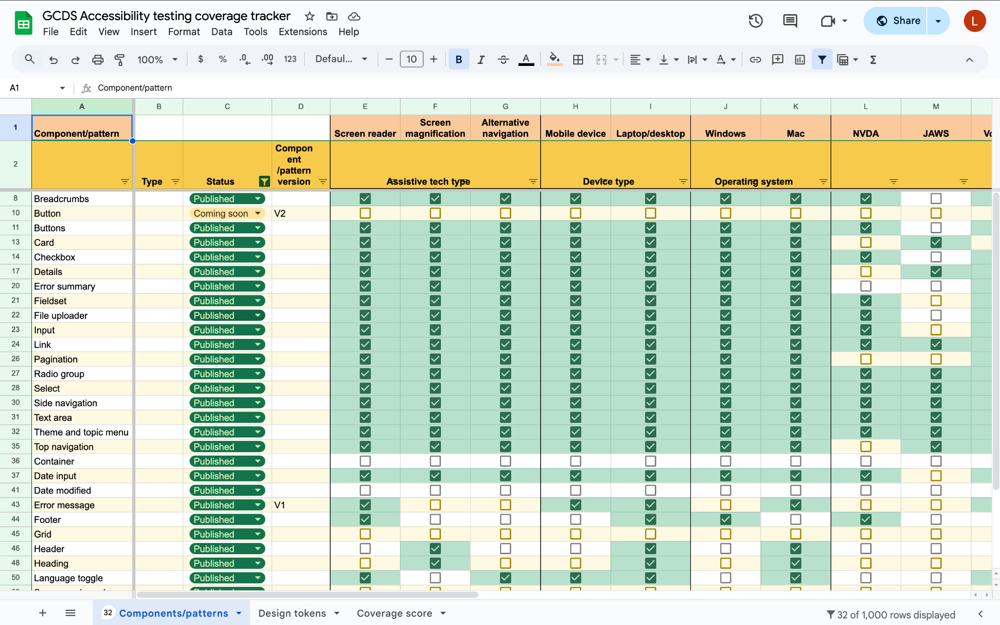 GCDS Accessibility testing coverage tracker
File Edit View Insert Format Data Tools Extensions Help
Share
L
100% $ % .0 .00 123 Defaul... 10 B I A A Σ
A1 fx Component/pattern
A B C D E F G H I J K L M
1 Component/pattern Screen reader Screen magnification Alternative navigation Mobile device Laptop/desktop Windows Mac NVDA JAWS
2 Type Status Component /pattern version Assistive tech type Device type Operating system
8 Breadcrumbs Published
10 Button Coming soon V2
11 Buttons Published
13 Card Published
14 Checkbox Published
17 Details Published
20 Error summary Published
21 Fieldset Published
22 File uploader Published
23 Input Published
24 Link Published
26 Pagination Published
27 Radio group Published
28 Select Published
30 Side navigation Published
31 Text area Published
32 Theme and topic menu Published
35 Top navigation Published
36 Container Published
37 Date input Published
41 Date modified Published
43 Error message Published V1
44 Footer Published
45 Grid Published
46 Header Published
48 Heading Published
50 Language toggle Published
32 Components/patterns Design tokens Coverage score 32 of 1,000 rows displayed